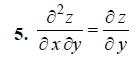 5. ∂²z/∂x∂y = ∂z/∂y